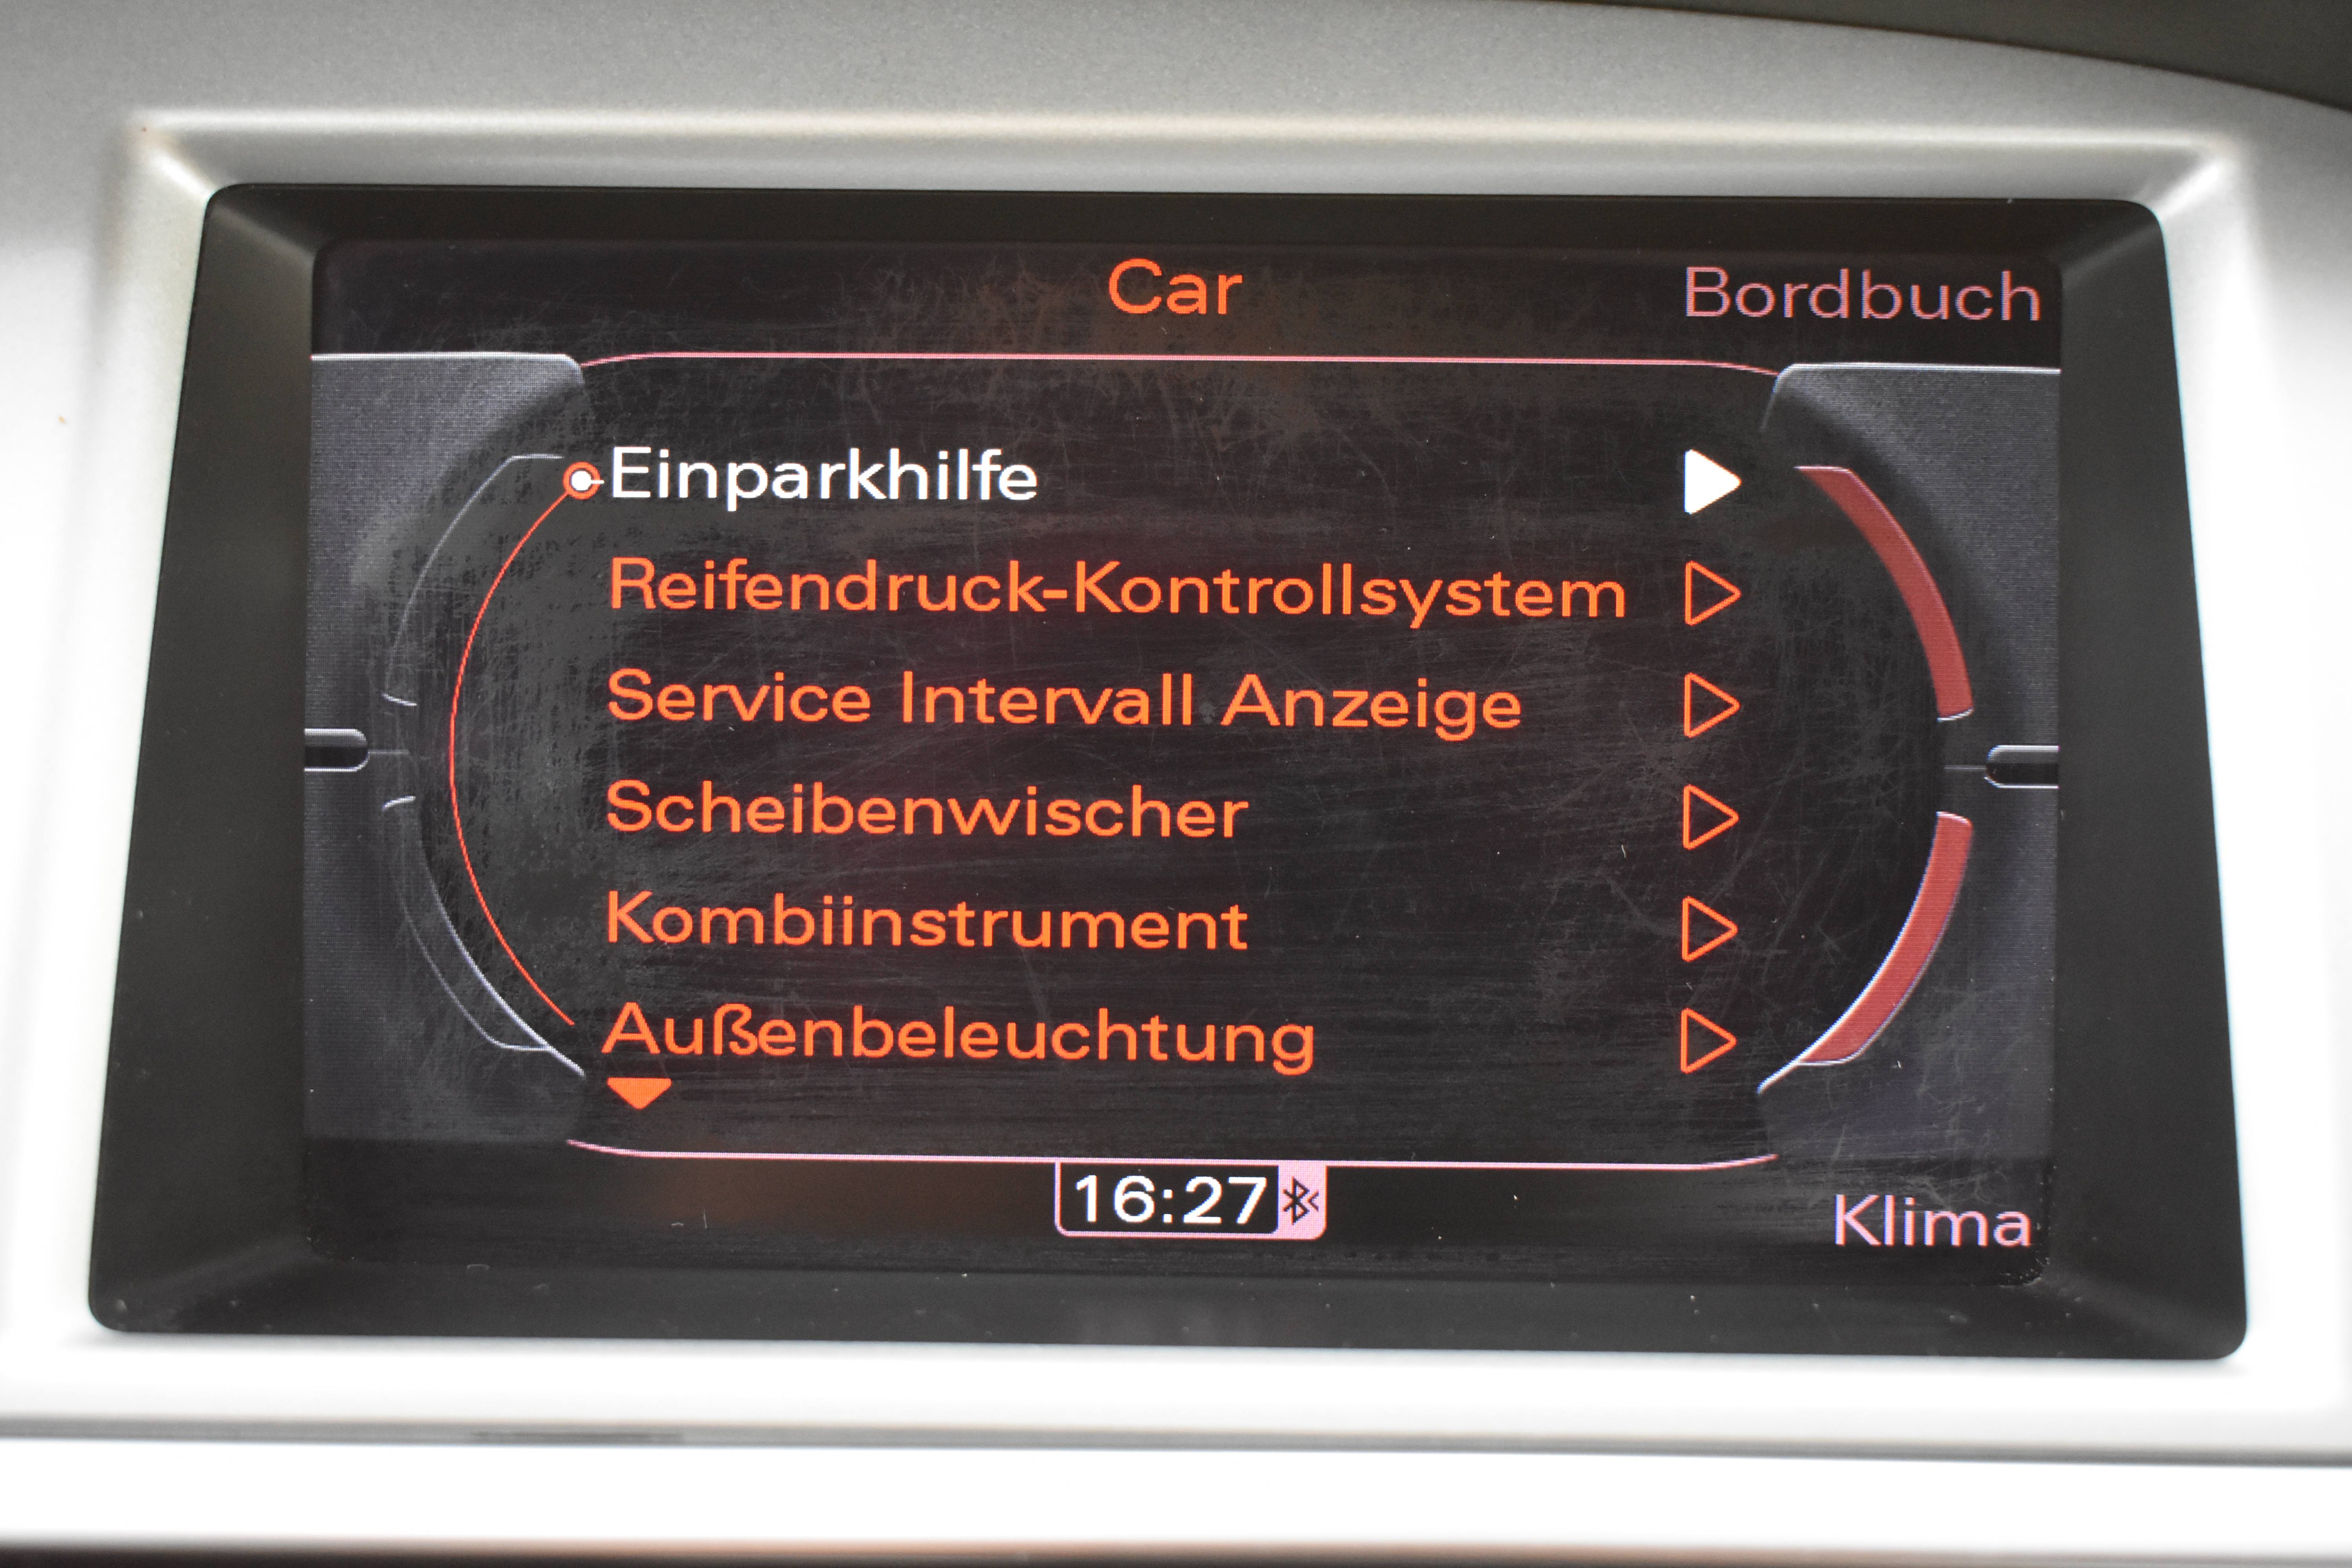 Car
Bordbuch
Einparkhilfe
Reifendruck-Kontrollsystem
Service Intervall Anzeige
Scheibenwischer
Kombiinstrument
Außenbeleuchtung
16:27
Klima